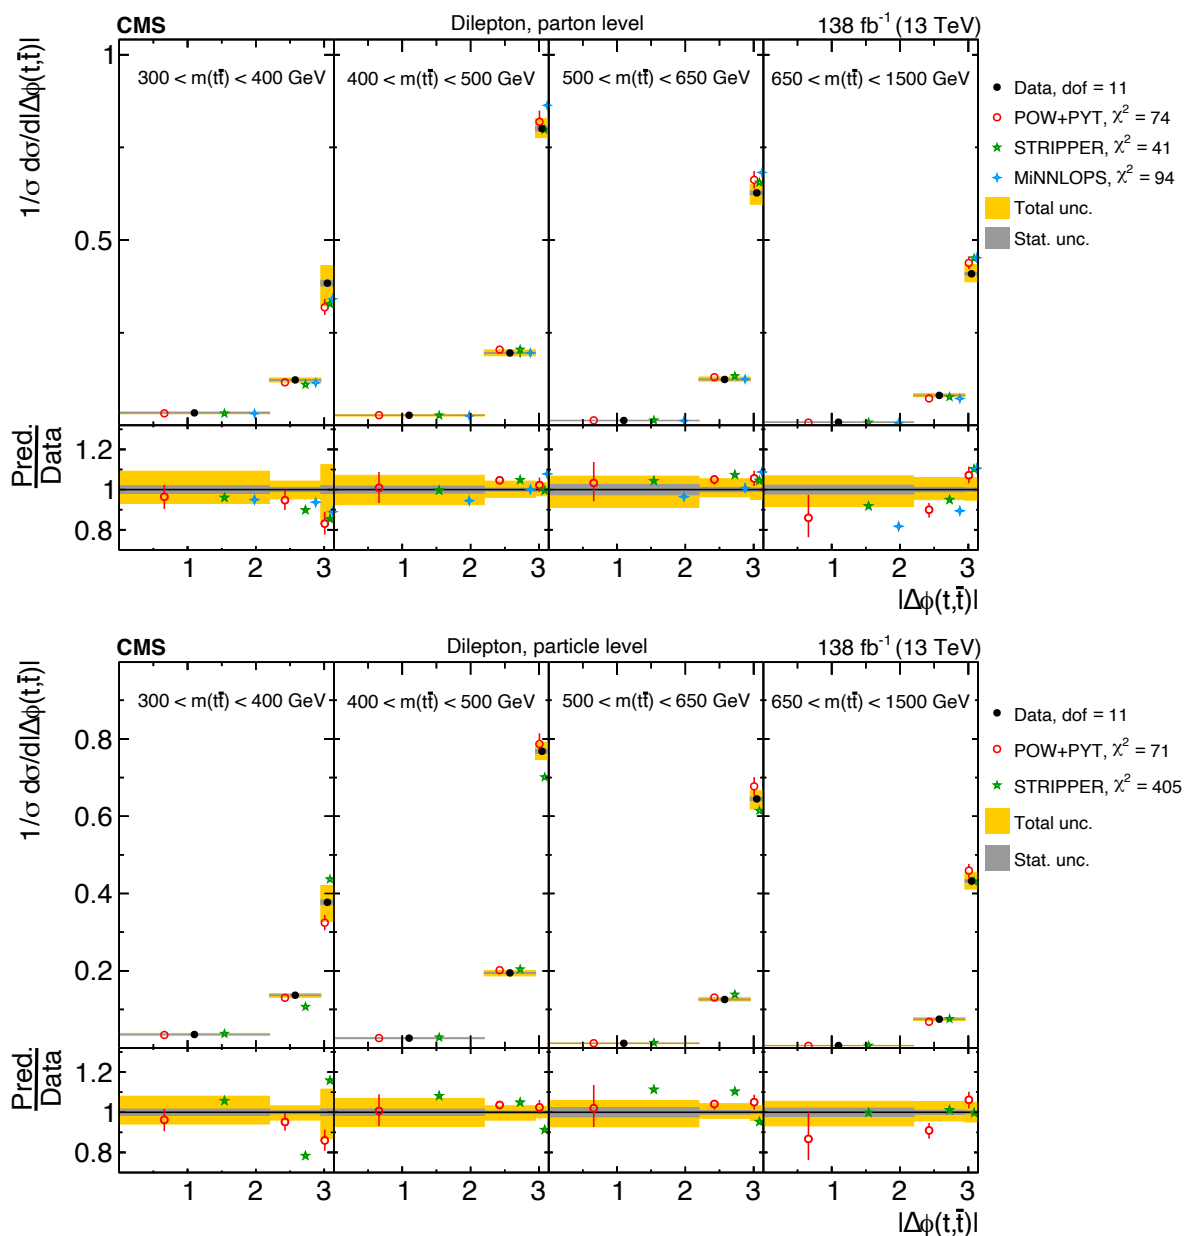 CMS Dilepton, parton level 138 fb⁻¹ (13 TeV)
1/σ dσ/d|Δϕ(t,t̄)|
300 < m(tt̄) < 400 GeV 400 < m(tt̄) < 500 GeV 500 < m(tt̄) < 650 GeV 650 < m(tt̄) < 1500 GeV
1
0.5
Data, dof = 11
POW+PYT, χ² = 74
STRIPPER, χ² = 41
MiNNLOPS, χ² = 94
Total unc.
Stat. unc.
Pred.
Data
1.2
1
0.8
1 2 3 1 2 3 1 2 3 1 2 3
|Δϕ(t,t̄)|
CMS Dilepton, particle level 138 fb⁻¹ (13 TeV)
1/σ dσ/d|Δϕ(t,t̄)|
300 < m(tt̄) < 400 GeV 400 < m(tt̄) < 500 GeV 500 < m(tt̄) < 650 GeV 650 < m(tt̄) < 1500 GeV
0.8
0.6
0.4
0.2
Data, dof = 11
POW+PYT, χ² = 71
STRIPPER, χ² = 405
Total unc.
Stat. unc.
Pred.
Data
1.2
1
0.8
1 2 3 1 2 3 1 2 3 1 2 3
|Δϕ(t,t̄)|